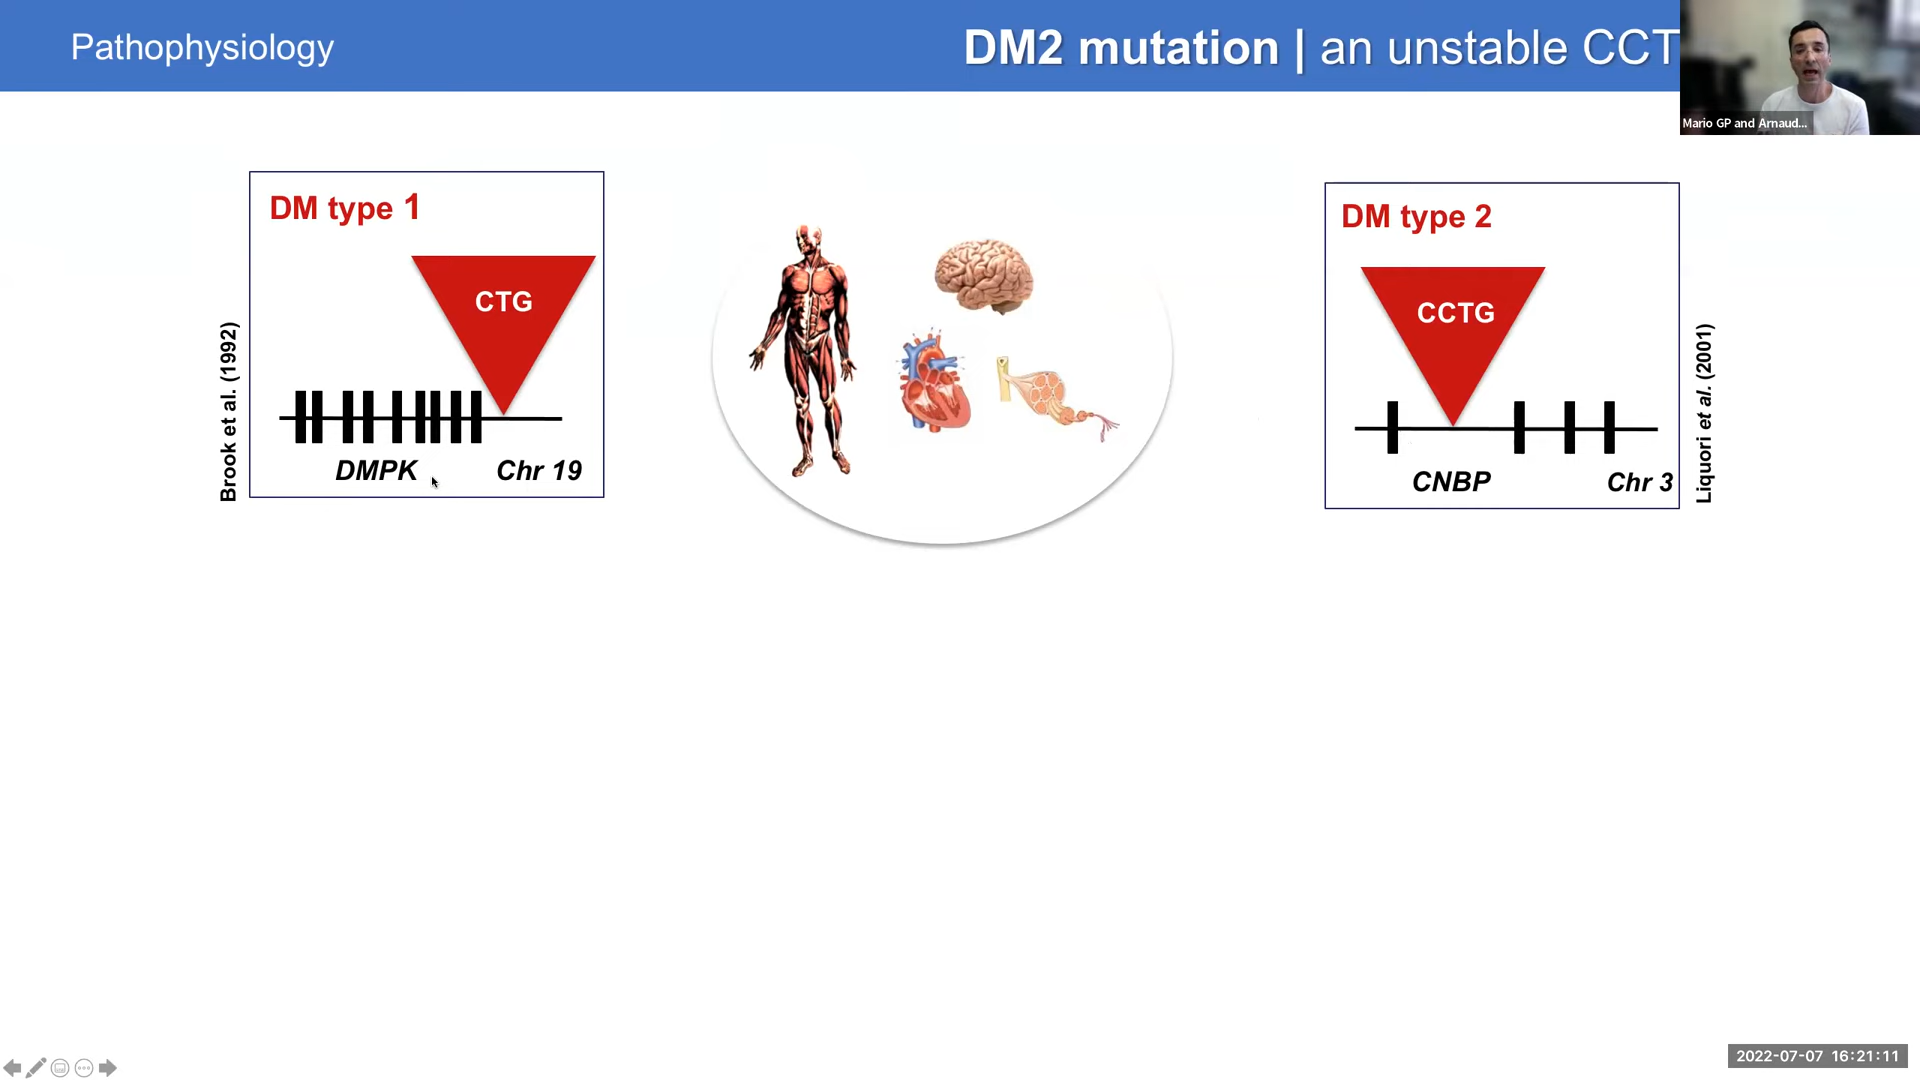 Pathophysiology
DM2 mutation | an unstable CCT
Mario GP and Arnaud...
DM type 1
CTG
DMPK
Chr 19
Brook et al. (1992)
DM type 2
CCTG
CNBP
Chr 3
Liquori et al. (2001)
2022-07-07 16:21:11